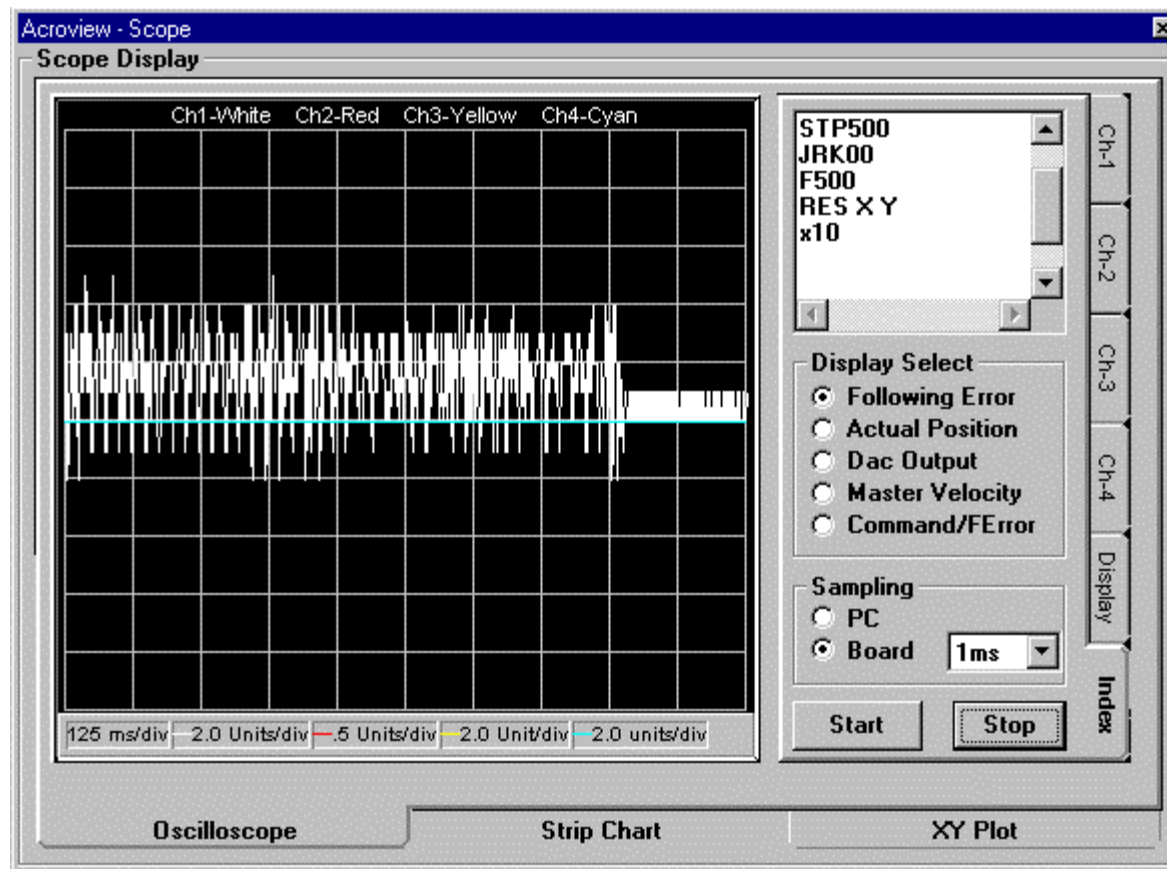 Acroview - Scope
Scope Display
Ch1-White Ch2-Red Ch3-Yellow Ch4-Cyan
125 ms/div 2.0 Units/div .5 Units/div 2.0 Unit/div 2.0 units/div
STP500
JRK00
F500
RES X Y
x10
Display Select
Following Error
Actual Position
Dac Output
Master Velocity
Command/FError
Sampling
PC
Board 1ms
Start Stop
Ch-1
Ch-2
Ch-3
Ch-4
Display
Index
Oscilloscope Strip Chart XY Plot